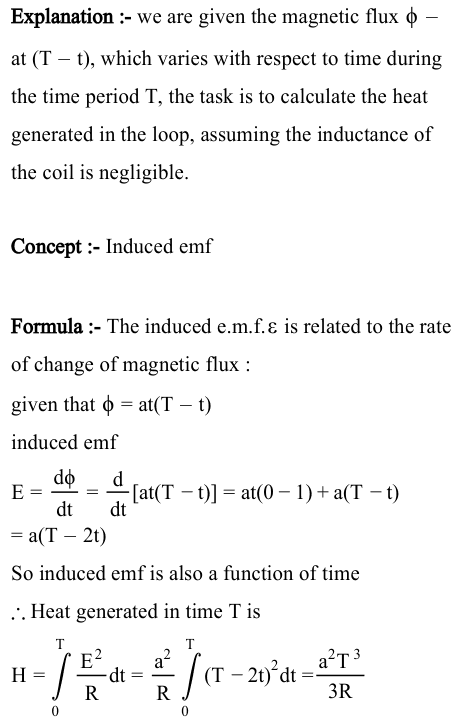 Explanation :- we are given the magnetic flux ϕ –
at (T – t), which varies with respect to time during
the time period T, the task is to calculate the heat
generated in the loop, assuming the inductance of
the coil is negligible.
Concept :- Induced emf
Formula :- The induced e.m.f. ε is related to the rate
of change of magnetic flux :
given that ϕ = at(T – t)
induced emf
E = dϕ/dt = d/dt [at(T – t)] = at(0 – 1) + a(T – t)
= a(T – 2t)
So induced emf is also a function of time
∴ Heat generated in time T is
H = ∫₀ᵀ E²/R dt = a²/R ∫₀ᵀ (T – 2t)² dt = a²T³/3R